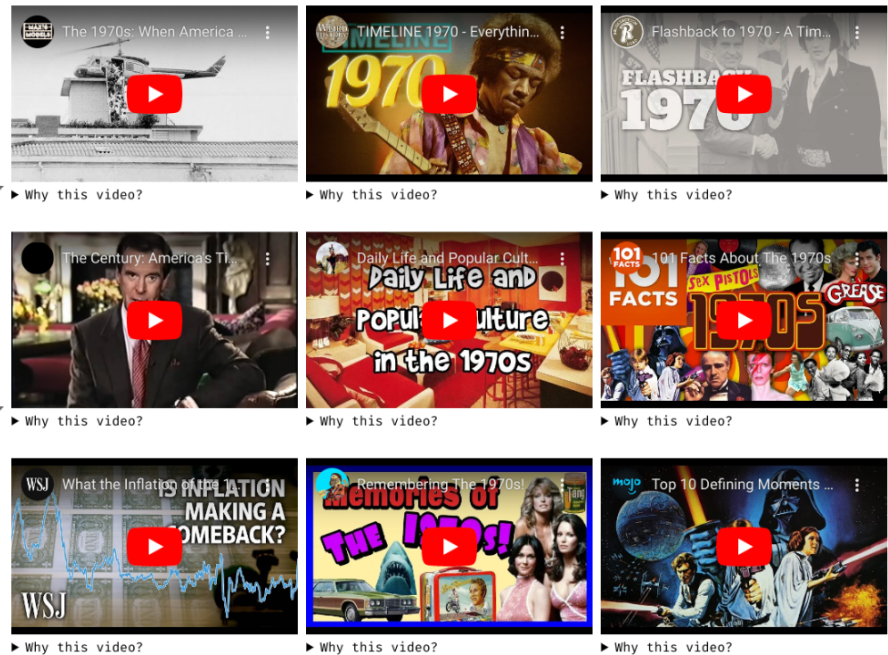 The 1970s: When America ...
TIMELINE 1970 - Everythin...
TIMELINE
1970
Flashback to 1970 - A Tim...
FLASHBACK
1970
▶ Why this video?
▶ Why this video?
▶ Why this video?
The Century: America's Ti...
Daily Life and Popular Cult...
Daily Life and
Popul ulture
in the 1970s
101 Facts About The 1970s
101
FACTS
101
FACTS
SEX PISTOLS
1970S
GREASE
▶ Why this video?
▶ Why this video?
▶ Why this video?
WSJ
What the Inflation of the 1...
IS INFLATION
MAKING A
COMEBACK?
WSJ
Remembering The 1970s!
Memories of
The 1970s!
Tang
mojo
Top 10 Defining Moments ...
▶ Why this video?
▶ Why this video?
▶ Why this video?